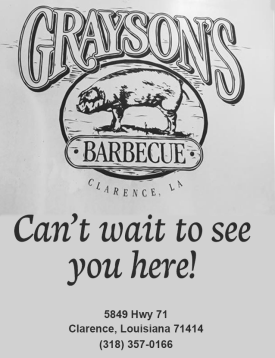 GRAYSON'S
• BARBECUE •
CLARENCE, LA
Can't wait to see
you here!
5849 Hwy 71
Clarence, Louisiana 71414
(318) 357-0166